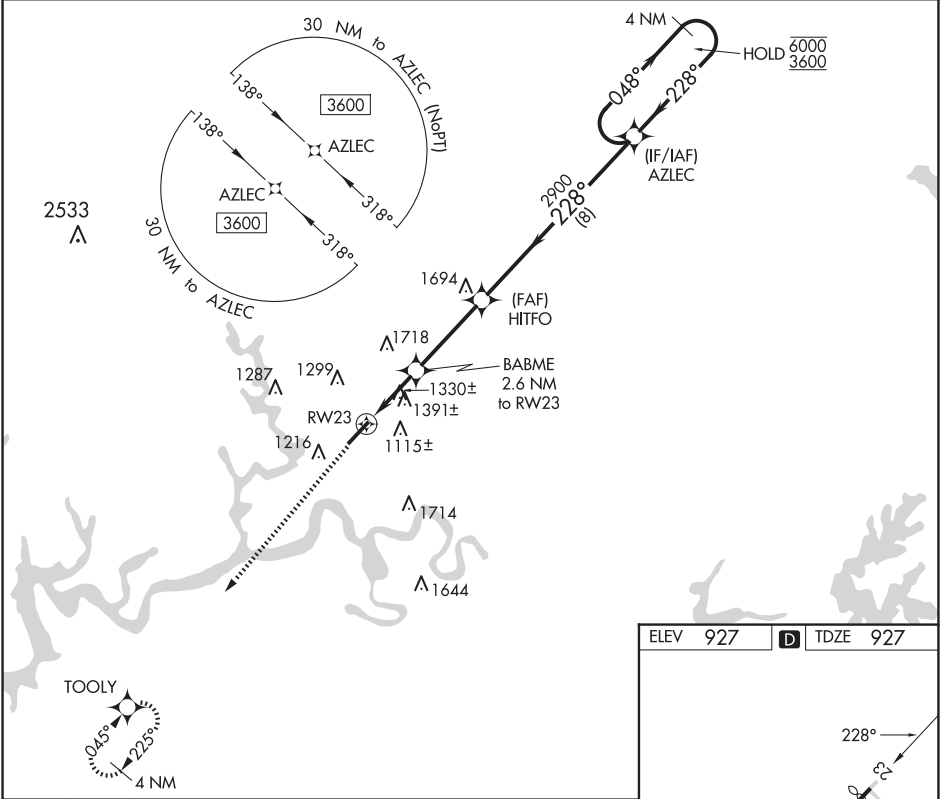 30 NM to AZLEC (NoPT)
138°
3600
AZLEC
318°
138°
AZLEC
3600
318°
30 NM to AZLEC
2533
4 NM
HOLD 6000
3600
048°
228°
(IF/IAF)
AZLEC
2900
228°
(8)
1694
(FAF)
HITFO
1718
BABME
2.6 NM
to RW23
1287
1299
1330±
1391±
RW23
1216
1115±
1714
1644
TOOLY
045°
225°
4 NM
ELEV 927 D TDZE 927
228°
23